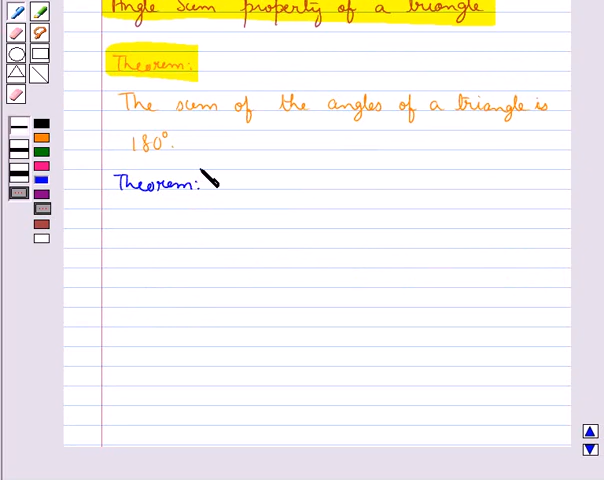 Angle Sum property of a triangle
Theorem:
The sum of the angles of a triangle is
180°.
Theorem: